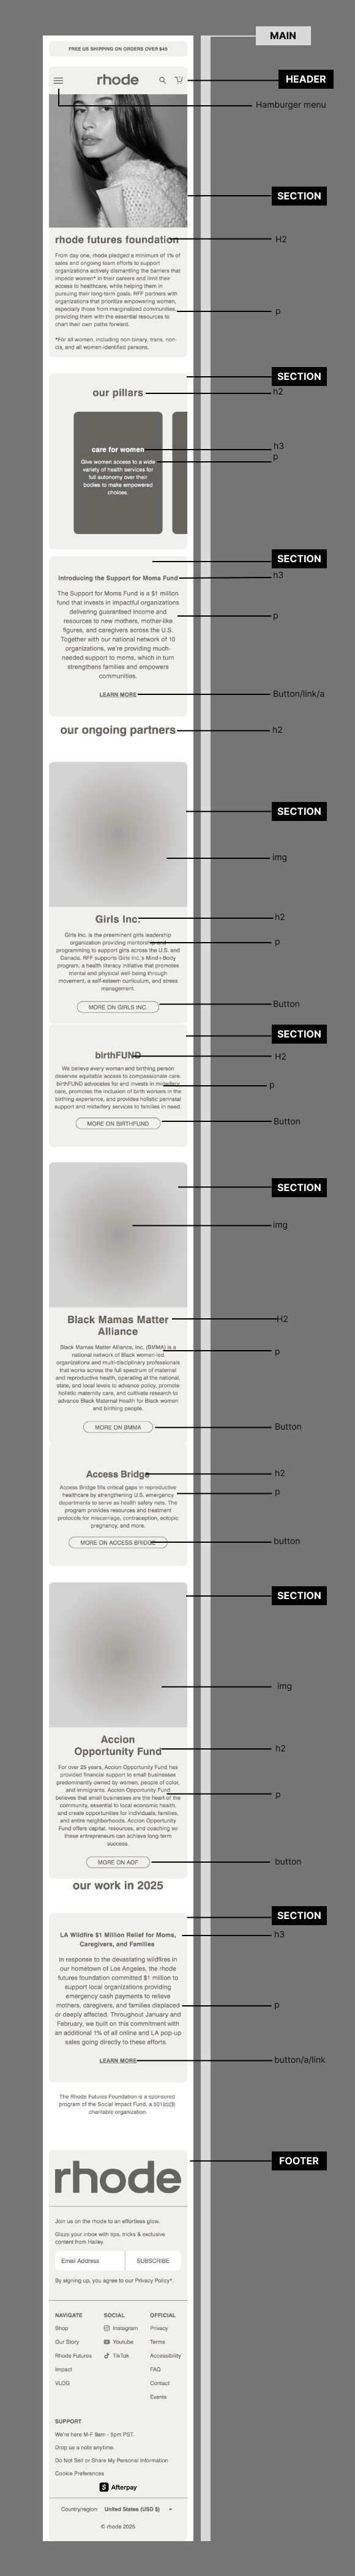 MAIN
FREE US SHIPPING ON ORDERS OVER $45
rhode
HEADER
Hamburger menu
SECTION
rhode futures foundation
H2
From day one, rhode pledged a minimum of 1% of
sales and ongoing team efforts to support
organizations actively dismantling the barriers that
impede women* in their careers and limit their
access to healthcare, while helping them in
pursuing their long-term goals. RFF partners with
organizations that prioritize empowering women,
especially those from marginalized communities,
providing them with the essential resources to
chart their own paths forward.
p
*For all women, including non-binary, trans, non-
cis, and all women-identified persons.
SECTION
our pillars
h2
care for women
h3
Give women access to a wide
variety of health services for
full autonomy over their
bodies to make empowered
choices.
p
SECTION
Introducing the Support for Moms Fund
h3
The Support for Moms Fund is a $1 million
fund that invests in impactful organizations
delivering guaranteed income and
resources to new mothers, mother-like
figures, and caregivers across the U.S.
Together with our national network of 10
organizations, we're providing much-
needed support to moms, which in turn
strengthens families and empowers
communities.
p
LEARN MORE
Button/link/a
our ongoing partners
h2
SECTION
img
Girls Inc.
h2
Girls Inc. is the preeminent girls leadership
organization providing mentorship and
programming to support girls across the U.S. and
Canada. RFF supports Girls Inc.'s Mind+Body
program, a health literacy initiative that promotes
mental and physical well-being through
movement, a self-esteem curriculum, and stress
management.
p
MORE ON GIRLS INC.
Button
SECTION
birthFUND
H2
We believe every woman and birthing person
deserves equitable access to compassionate care.
birthFUND advocates for and invests in midwifery
care, promotes the inclusion of birth workers in the
birthing experience, and provides holistic perinatal
support and midwifery services to families in need.
p
MORE ON BIRTHFUND
Button
SECTION
img
Black Mamas Matter
Alliance
H2
Black Mamas Matter Alliance, Inc. (BMMA) is a
national network of Black women-led
organizations and multi-disciplinary professionals
that works across the full spectrum of maternal
and reproductive health, operating at the national,
state, and local levels to advance policy, promote
holistic maternity care, and cultivates research to
advance Black Maternal Health for Black women
and birthing people.
p
MORE ON BMMA
Button
Access Bridge
h2
Access Bridge fills critical gaps in reproductive
healthcare by strengthening U.S. emergency
departments to serve as health safety nets. The
program provides resources and treatment
protocols for miscarriage, contraception, ectopic
pregnancy, and more.
p
MORE ON ACCESS BRIDGE
button
SECTION
img
Accion
Opportunity Fund
h2
For over 25 years, Accion Opportunity Fund has
provided financial support to small businesses
predominantly owned by women, people of color,
and immigrants. Accion Opportunity Fund
believes that small businesses are the heart of the
community, essential to local economic health,
and create opportunities for individuals, families,
and entire neighborhoods. Accion Opportunity
Fund offers capital, resources, and coaching so
these entrepreneurs can achieve long-term
success.
p
MORE ON AOF
button
our work in 2025
SECTION
LA Wildfire $1 Million Relief for Moms,
Caregivers, and Families
h3
In response to the devastating wildfires in
our hometown of Los Angeles, the rhode
futures foundation committed $1 million to
support local organizations providing
emergency cash payments to relieve
mothers, caregivers, and families displaced
or deeply affected. Throughout January and
February, we built on this commitment with
an additional 1% of all online and LA pop-up
sales going directly to these efforts.
p
LEARN MORE
button/a/link
The Rhode Futures Foundation is a sponsored
program of the Social Impact Fund, a 501(c)(3)
charitable organization.
FOOTER
rhode
Join us on the rhode to an effortless glow.
Glaze your inbox with tips, tricks & exclusive
content from Hailey.
Email Address
SUBSCRIBE
By signing up, you agree to our Privacy Policy*.
NAVIGATE
SOCIAL
OFFICIAL
Shop
Instagram
Privacy
Our Story
Youtube
Terms
Rhode Futures
TikTok
Accessibility
Impact
FAQ
VLOG
Contact
Events
SUPPORT
We're here M-F 9am - 5pm PST.
Drop us a note anytime.
Do Not Sell or Share My Personal Information
Cookie Preferences
Afterpay
Country/region: United States (USD $)
© rhode 2025